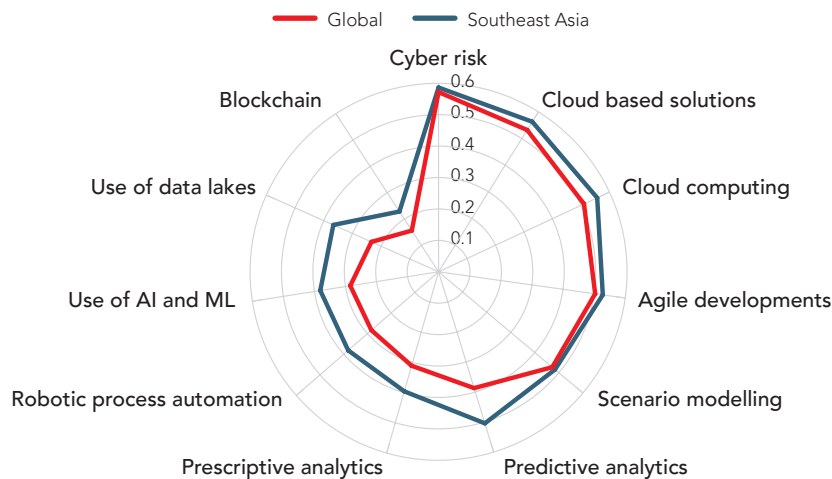 Global
Southeast Asia
Cyber risk
0.6
0.5
0.4
0.3
0.2
0.1
Cloud based solutions
Cloud computing
Agile developments
Scenario modelling
Predictive analytics
Prescriptive analytics
Robotic process automation
Use of AI and ML
Use of data lakes
Blockchain